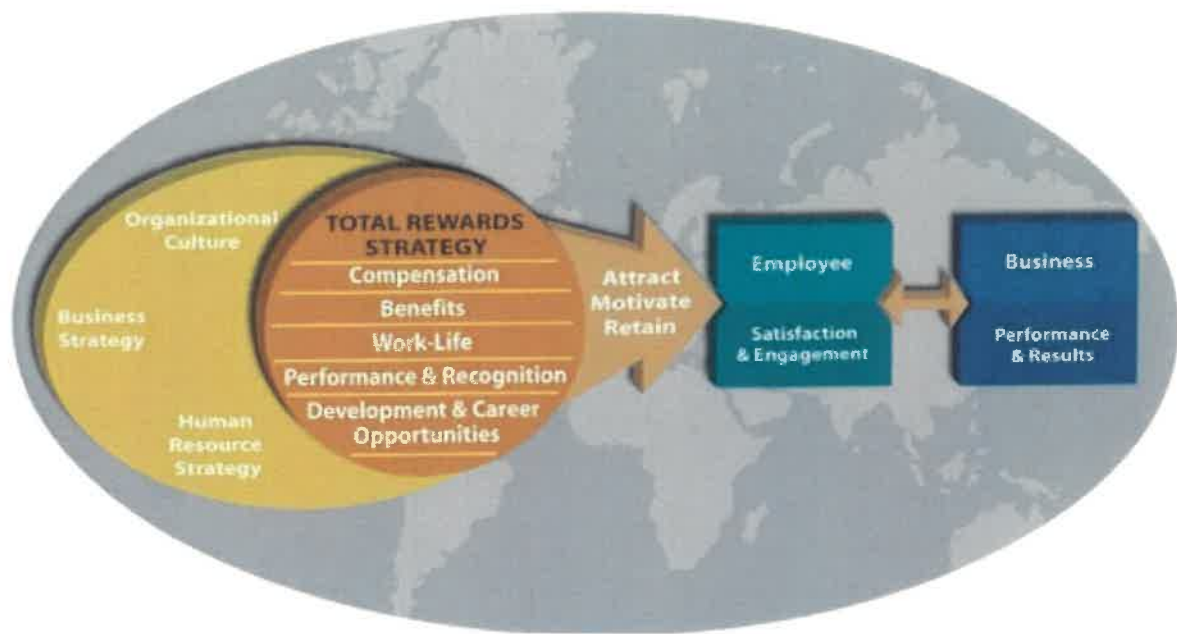 Organizational
Culture
Business
Strategy
Human
Resource
Strategy
TOTAL REWARDS
STRATEGY
Compensation
Benefits
Work-Life
Performance & Recognition
Development & Career
Opportunities
Attract
Motivate
Retain
Employee
Satisfaction
& Engagement
Business
Performance
& Results